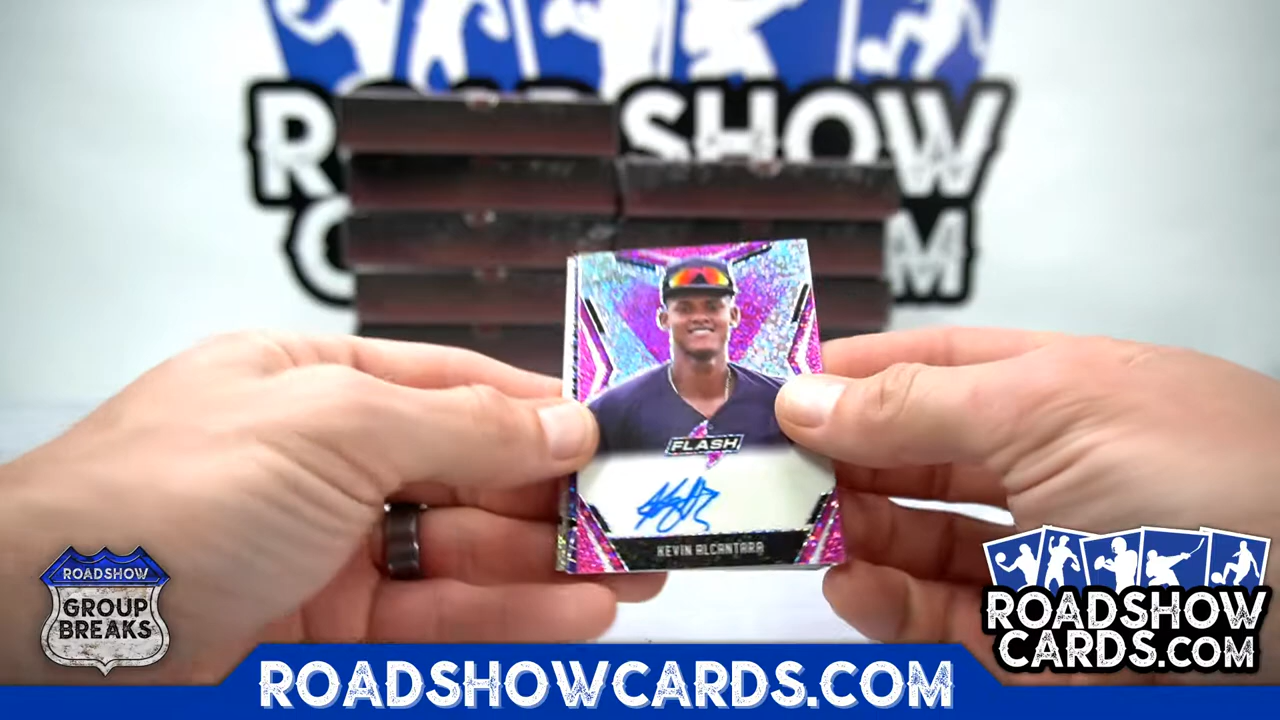 ROADSHOW
CARDS.COM
FLASH
KEVIN ALCANTARA
ROADSHOW
GROUP
BREAKS
ROADSHOW
CARDS.COM
ROADSHOWCARDS.COM